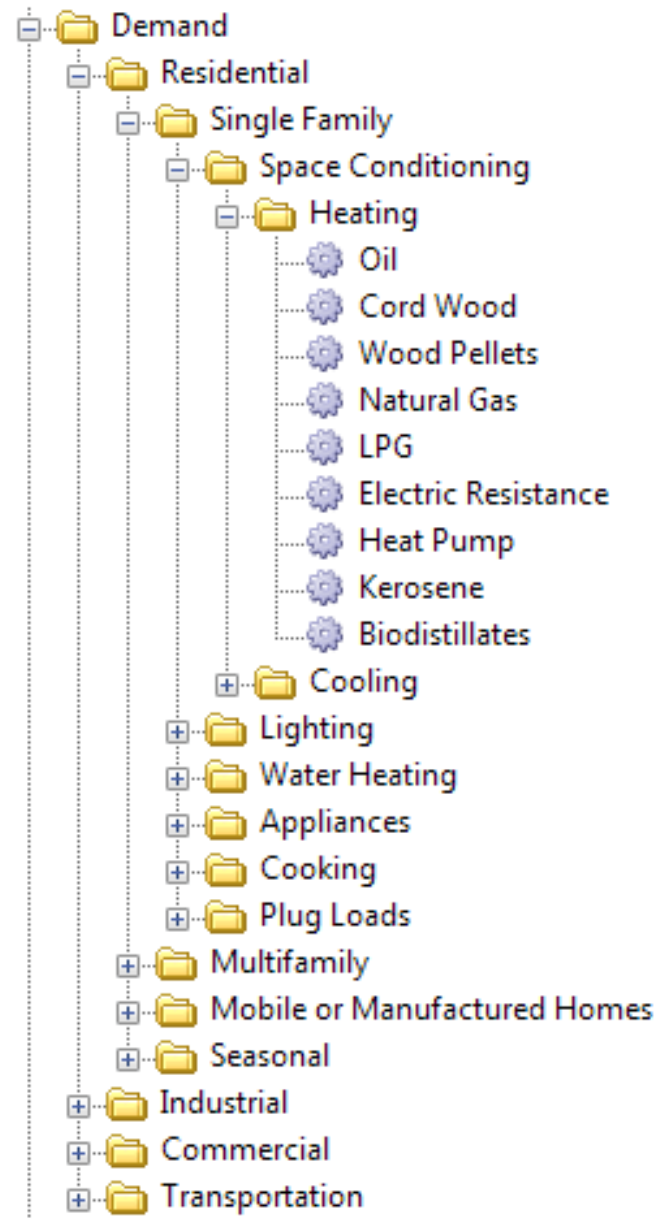 Demand
Residential
Single Family
Space Conditioning
Heating
Oil
Cord Wood
Wood Pellets
Natural Gas
LPG
Electric Resistance
Heat Pump
Kerosene
Biodistillates
Cooling
Lighting
Water Heating
Appliances
Cooking
Plug Loads
Multifamily
Mobile or Manufactured Homes
Seasonal
Industrial
Commercial
Transportation